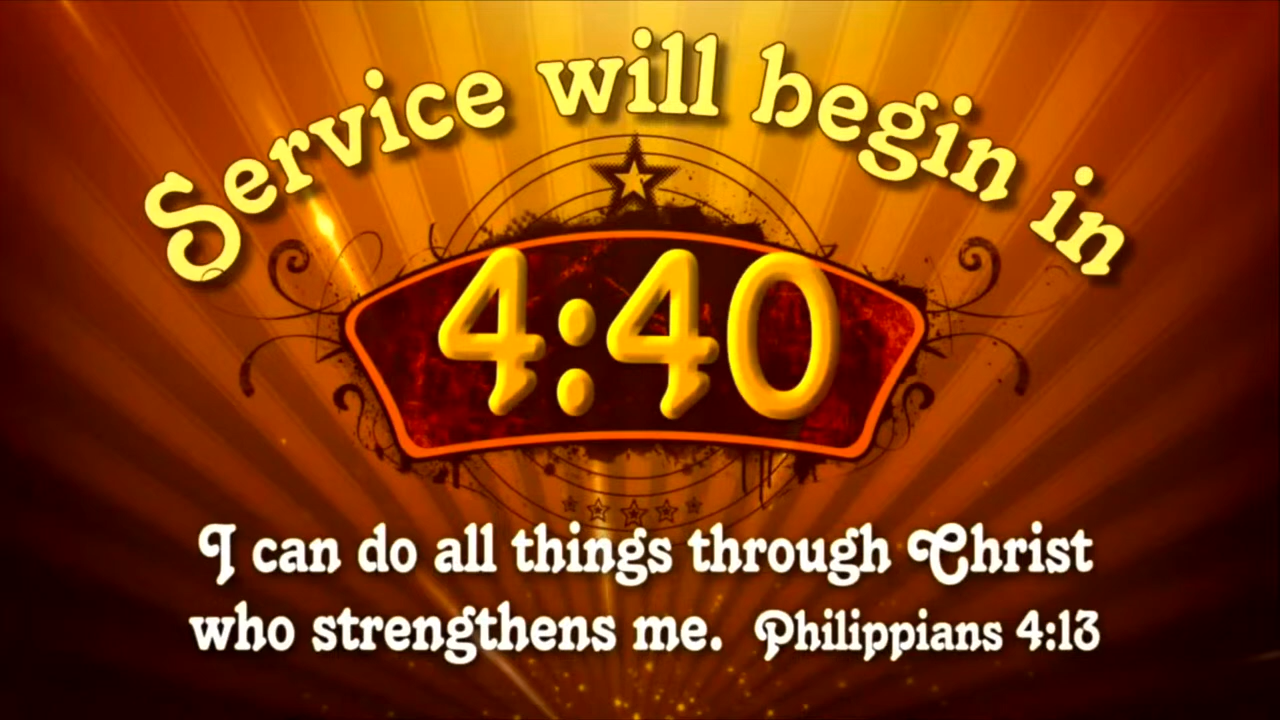 Service will begin in
4:40
I can do all things through Christ
who strengthens me. Philippians 4:13